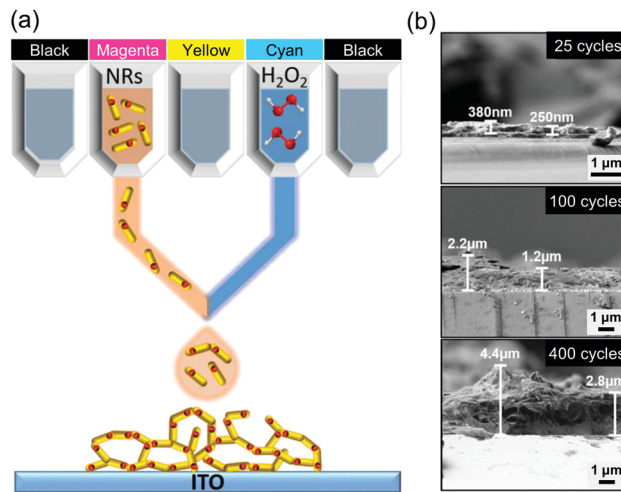 (a)
Black Magenta Yellow Cyan Black
NRs H₂O₂
ITO
(b)
25 cycles
380nm 250nm
1 µm
100 cycles
2.2µm 1.2µm
1 µm
400 cycles
4.4µm
2.8µm
1 µm